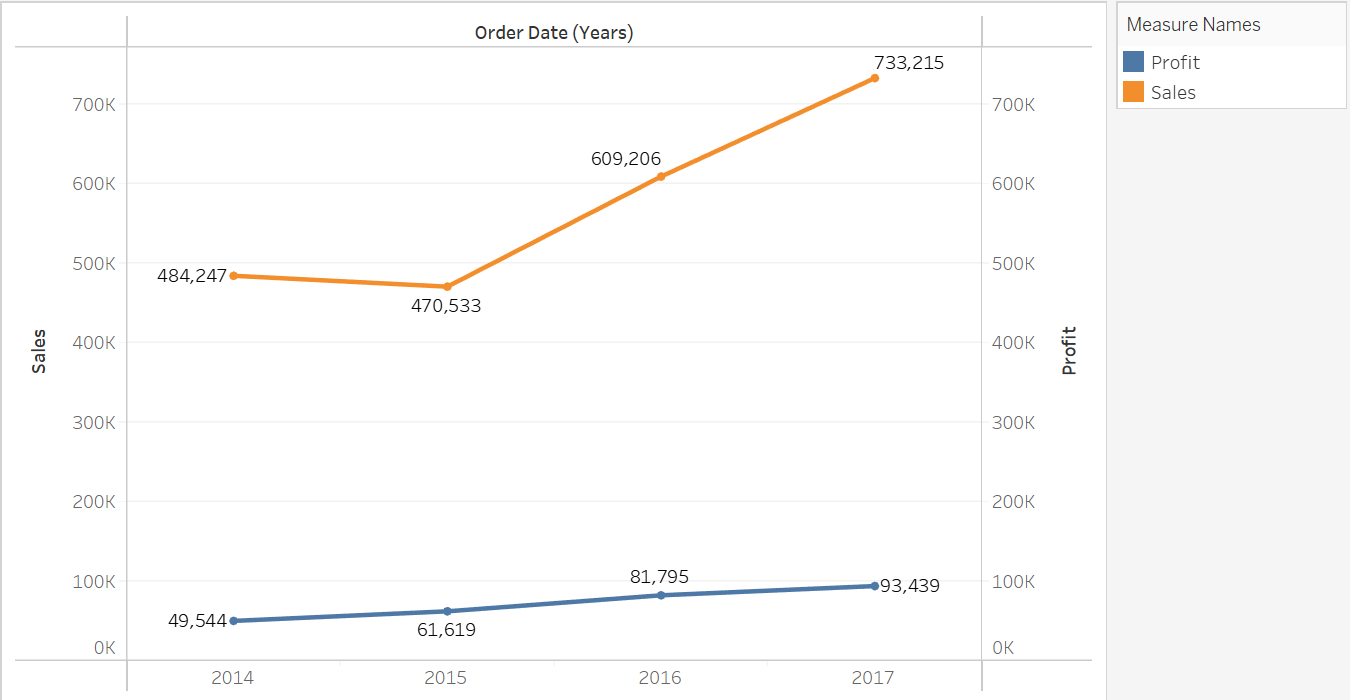 Order Date (Years)
Measure Names
Profit
Sales
733,215
700K
700K
609,206
600K
600K
500K
500K
484,247
470,533
Sales
Profit
400K
400K
300K
300K
200K
200K
100K
81,795
100K
93,439
49,544
61,619
0K
0K
2014
2015
2016
2017